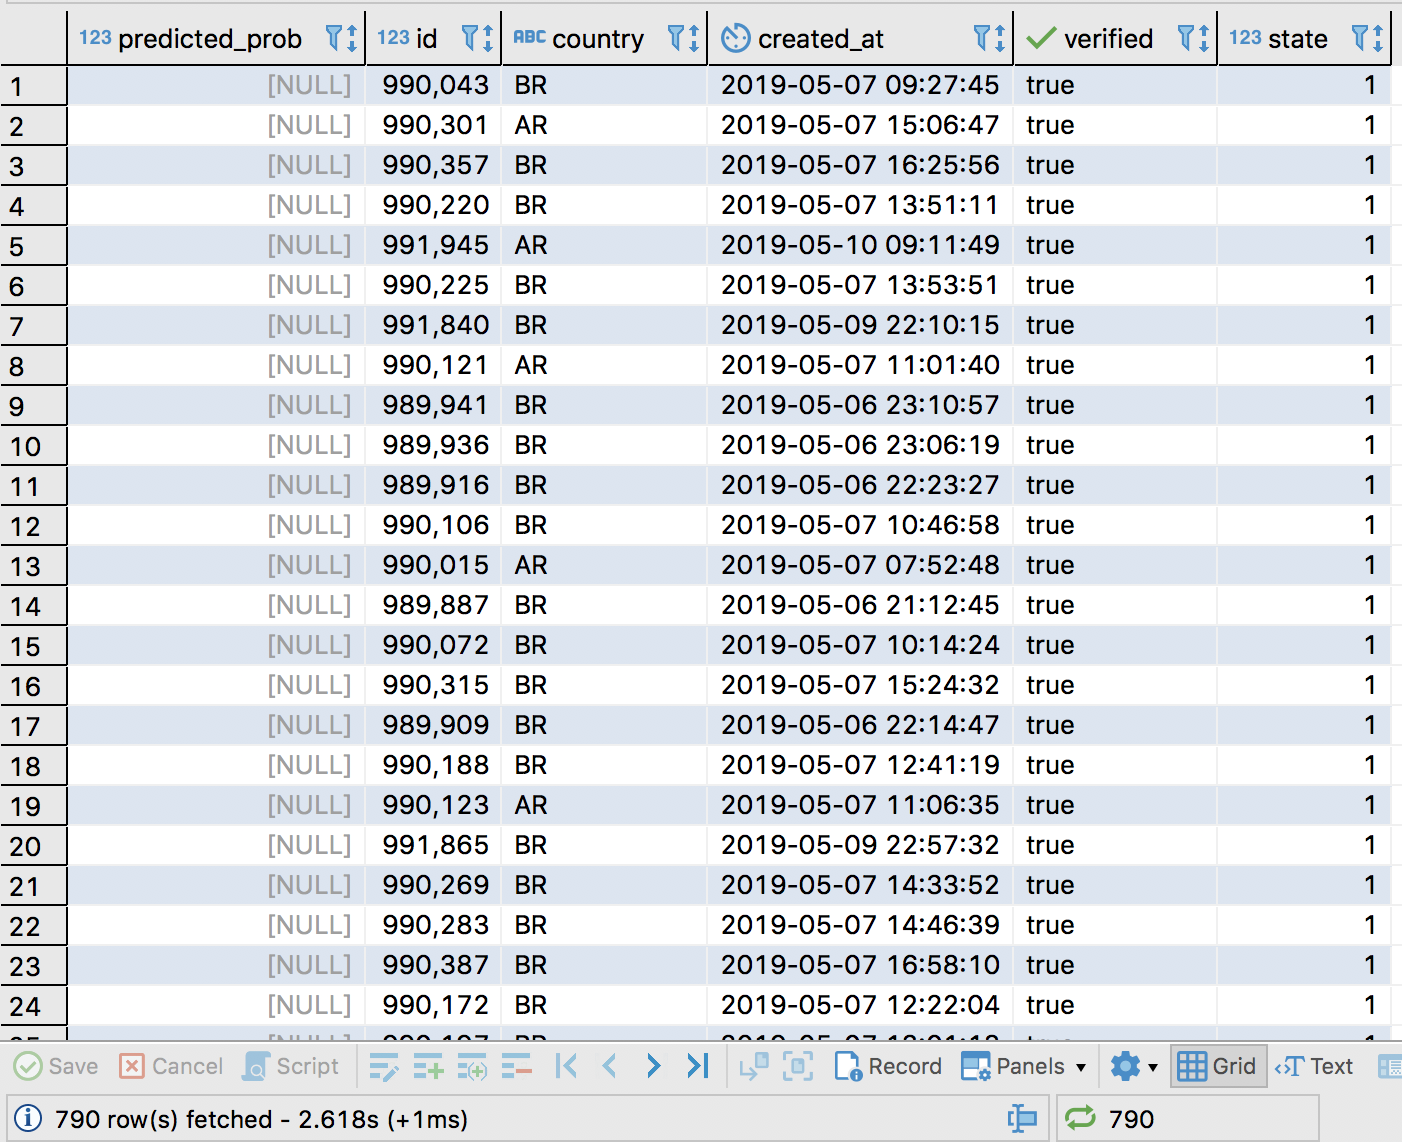 123 predicted_prob 123 id ABC country created_at verified 123 state
1 [NULL] 990,043 BR 2019-05-07 09:27:45 true 1
2 [NULL] 990,301 AR 2019-05-07 15:06:47 true 1
3 [NULL] 990,357 BR 2019-05-07 16:25:56 true 1
4 [NULL] 990,220 BR 2019-05-07 13:51:11 true 1
5 [NULL] 991,945 AR 2019-05-10 09:11:49 true 1
6 [NULL] 990,225 BR 2019-05-07 13:53:51 true 1
7 [NULL] 991,840 BR 2019-05-09 22:10:15 true 1
8 [NULL] 990,121 AR 2019-05-07 11:01:40 true 1
9 [NULL] 989,941 BR 2019-05-06 23:10:57 true 1
10 [NULL] 989,936 BR 2019-05-06 23:06:19 true 1
11 [NULL] 989,916 BR 2019-05-06 22:23:27 true 1
12 [NULL] 990,106 BR 2019-05-07 10:46:58 true 1
13 [NULL] 990,015 AR 2019-05-07 07:52:48 true 1
14 [NULL] 989,887 BR 2019-05-06 21:12:45 true 1
15 [NULL] 990,072 BR 2019-05-07 10:14:24 true 1
16 [NULL] 990,315 BR 2019-05-07 15:24:32 true 1
17 [NULL] 989,909 BR 2019-05-06 22:14:47 true 1
18 [NULL] 990,188 BR 2019-05-07 12:41:19 true 1
19 [NULL] 990,123 AR 2019-05-07 11:06:35 true 1
20 [NULL] 991,865 BR 2019-05-09 22:57:32 true 1
21 [NULL] 990,269 BR 2019-05-07 14:33:52 true 1
22 [NULL] 990,283 BR 2019-05-07 14:46:39 true 1
23 [NULL] 990,387 BR 2019-05-07 16:58:10 true 1
24 [NULL] 990,172 BR 2019-05-07 12:22:04 true 1
Save Cancel Script Record Panels Grid Text
790 row(s) fetched - 2.618s (+1ms) 790